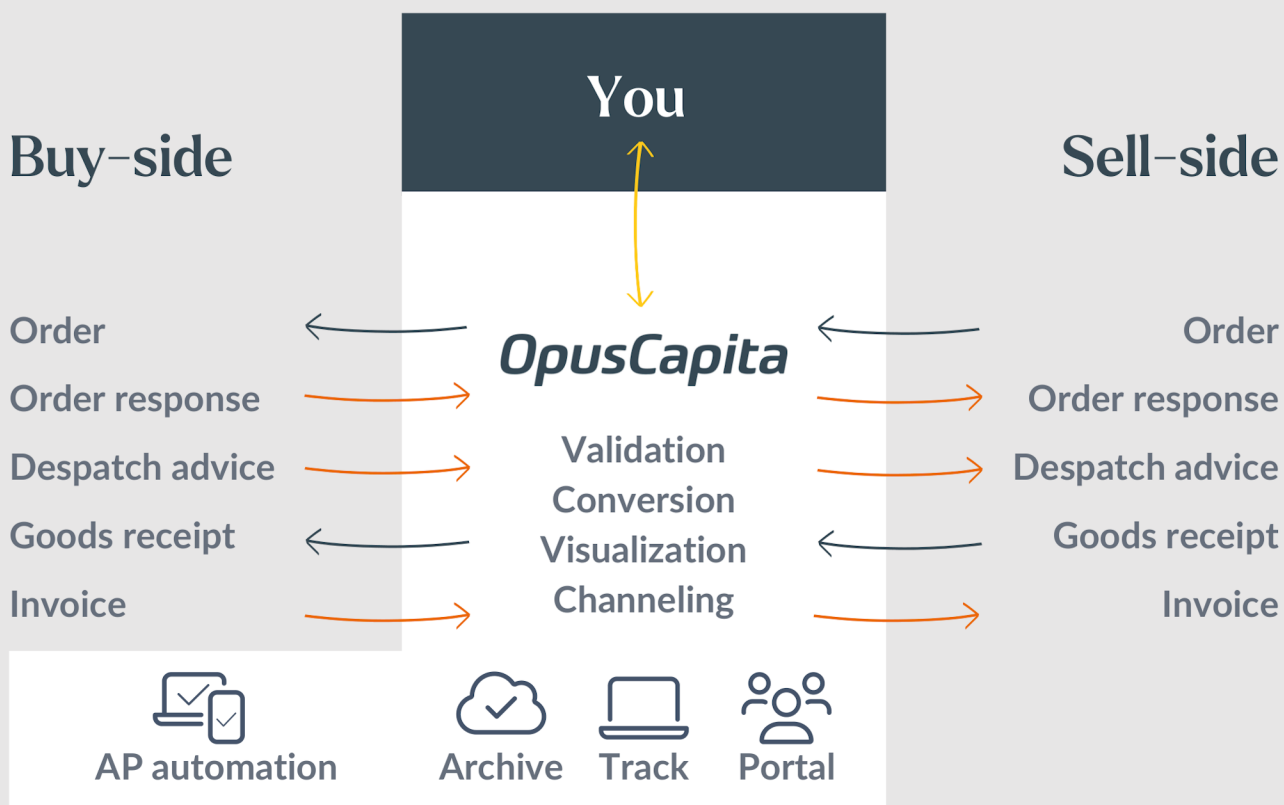 You
Buy-side
Sell-side
OpusCapita
Order
Order response
Despatch advice
Goods receipt
Invoice
Validation
Conversion
Visualization
Channeling
Order
Order response
Despatch advice
Goods receipt
Invoice
AP automation
Archive
Track
Portal